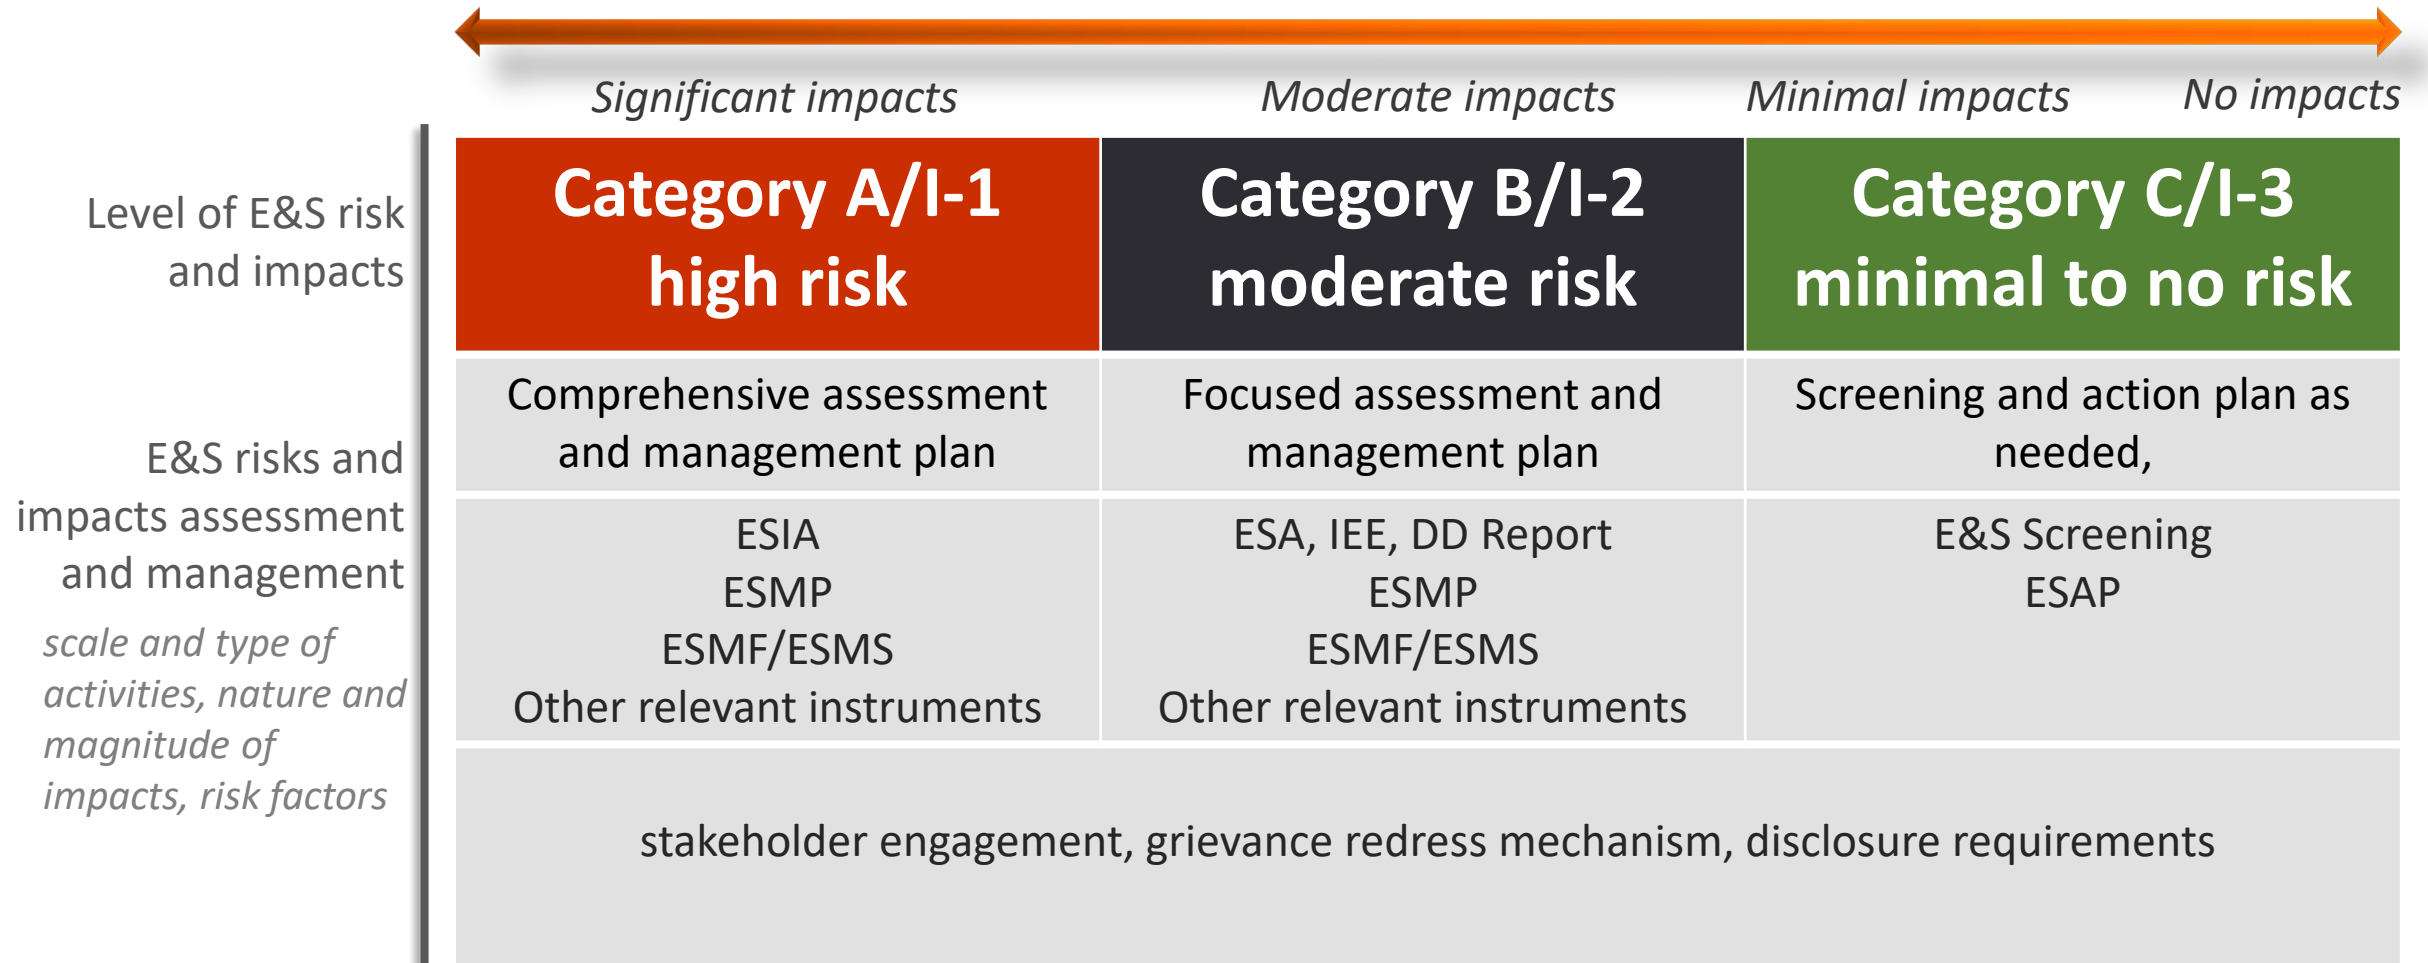 Significant impacts
Moderate impacts
Minimal impacts
No impacts
Level of E&S risk
and impacts
Category A/I-1
high risk
Category B/I-2
moderate risk
Category C/I-3
minimal to no risk
E&S risks and
impacts assessment
and management
scale and type of
activities, nature and
magnitude of
impacts, risk factors
Comprehensive assessment
and management plan
Focused assessment and
management plan
Screening and action plan as
needed,
ESIA
ESMP
ESMF/ESMS
Other relevant instruments
ESA, IEE, DD Report
ESMP
ESMF/ESMS
Other relevant instruments
E&S Screening
ESAP
stakeholder engagement, grievance redress mechanism, disclosure requirements